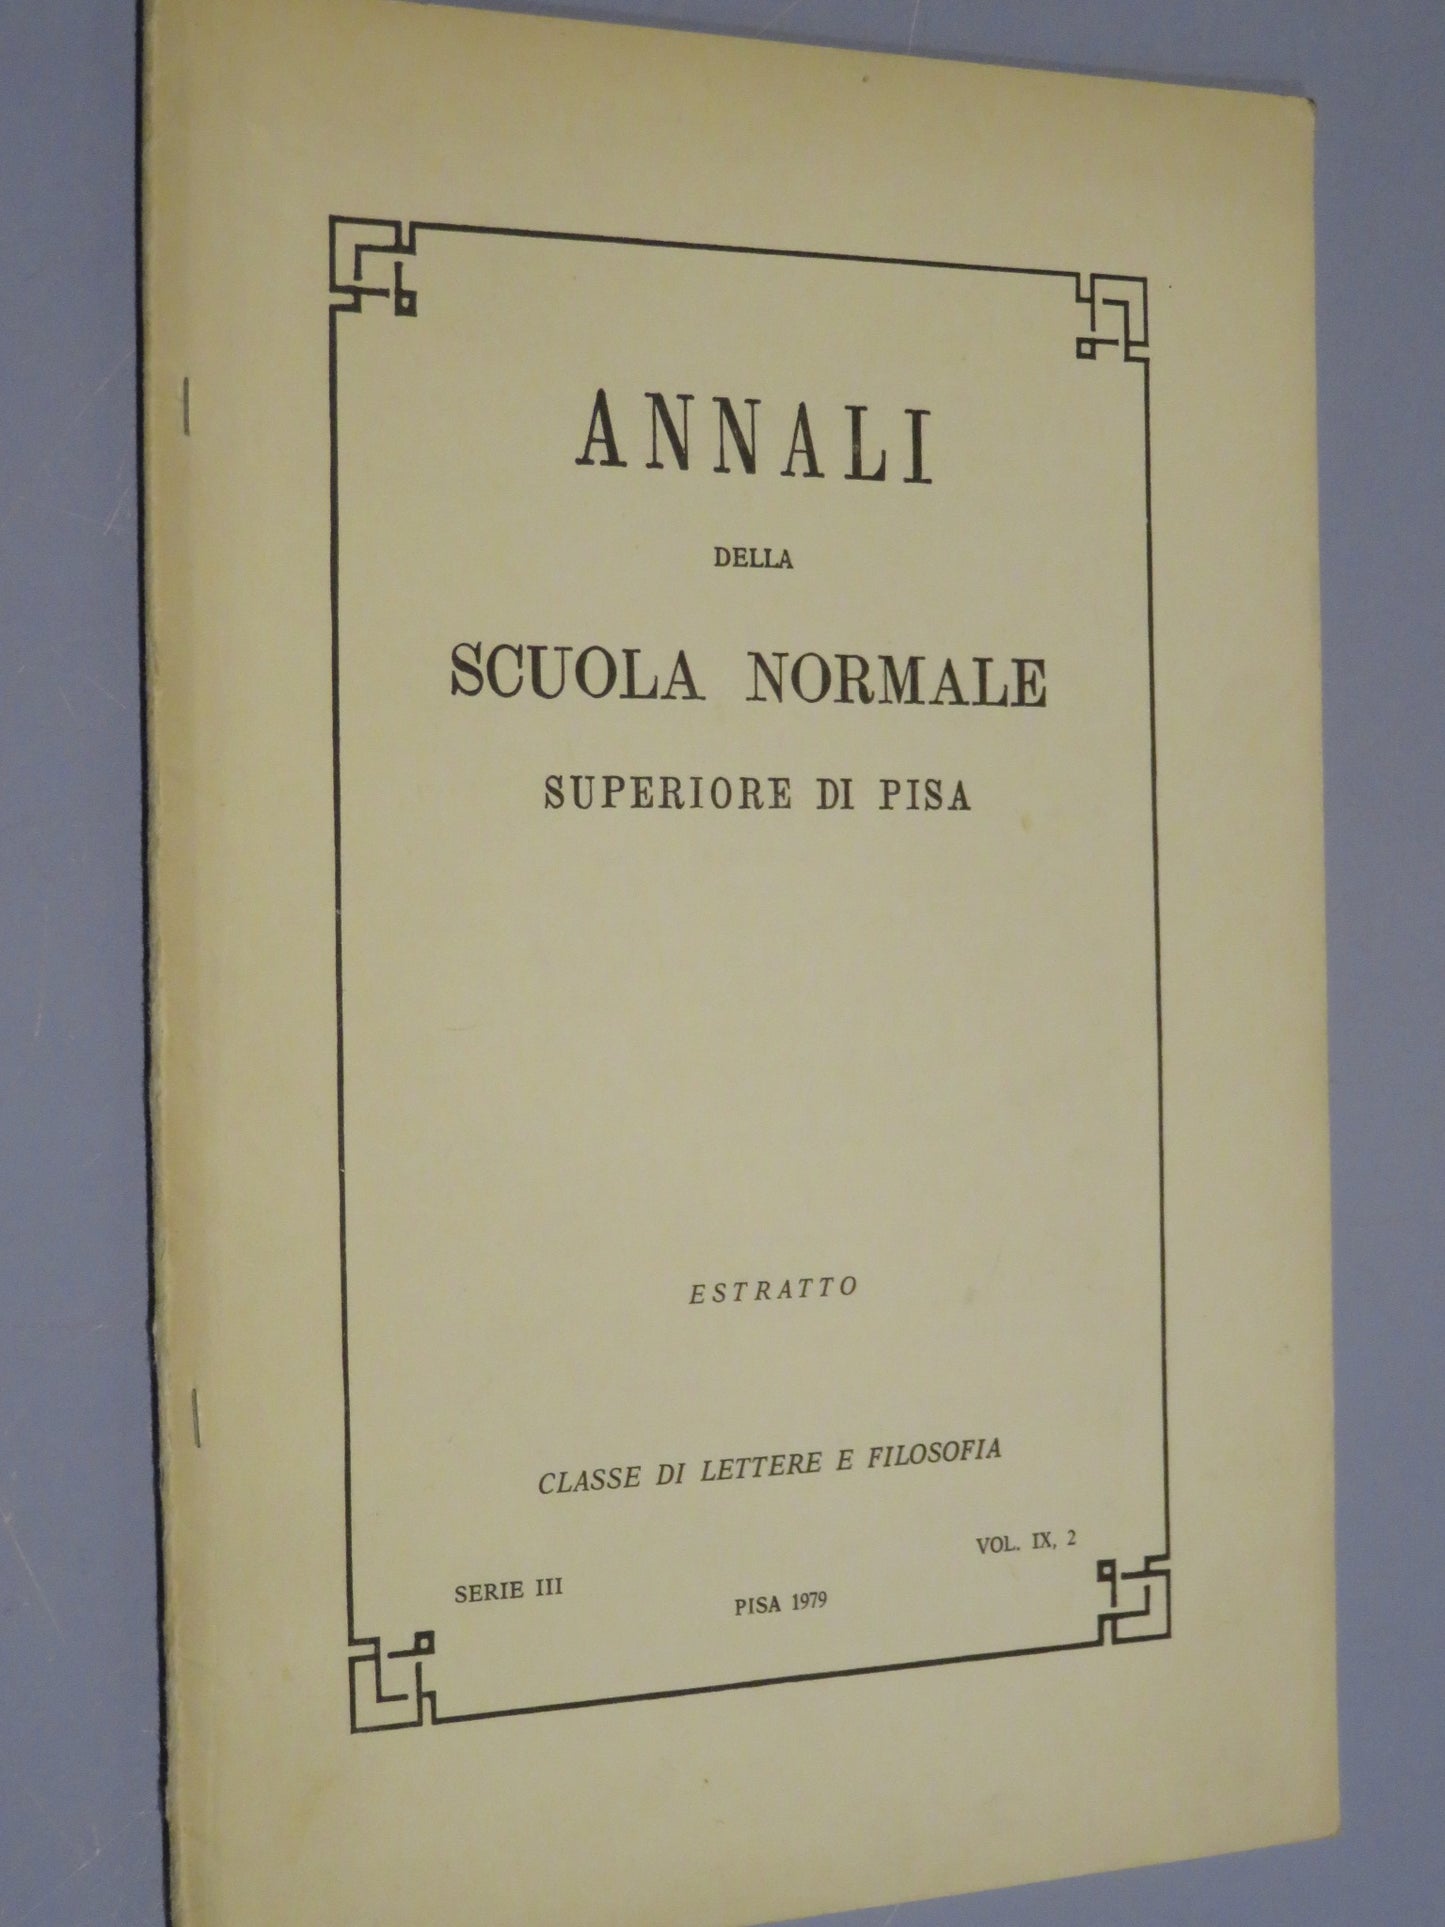 ANNALI
DELLA
SCUOLA NORMALE
SUPERIORE DI PISA
ESTRATTO
CLASSE DI LETTERE E FILOSOFIA
SERIE III
PISA 1979
VOL. IX, 2